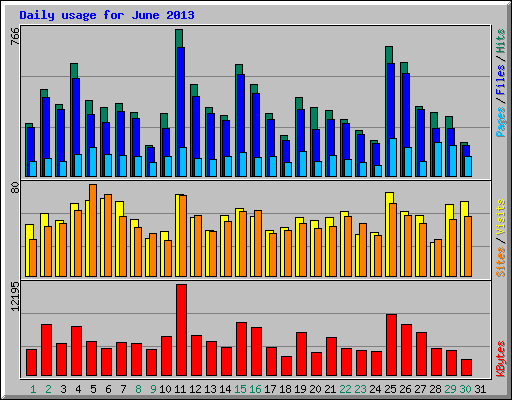 Daily usage for June 2013
766
Pages / Files / Hits
80
Sites / Visits
12195
KBytes
1 2 3 4 5 6 7 8 9 10 11 12 13 14 15 16 17 18 19 20 21 22 23 24 25 26 27 28 29 30 31